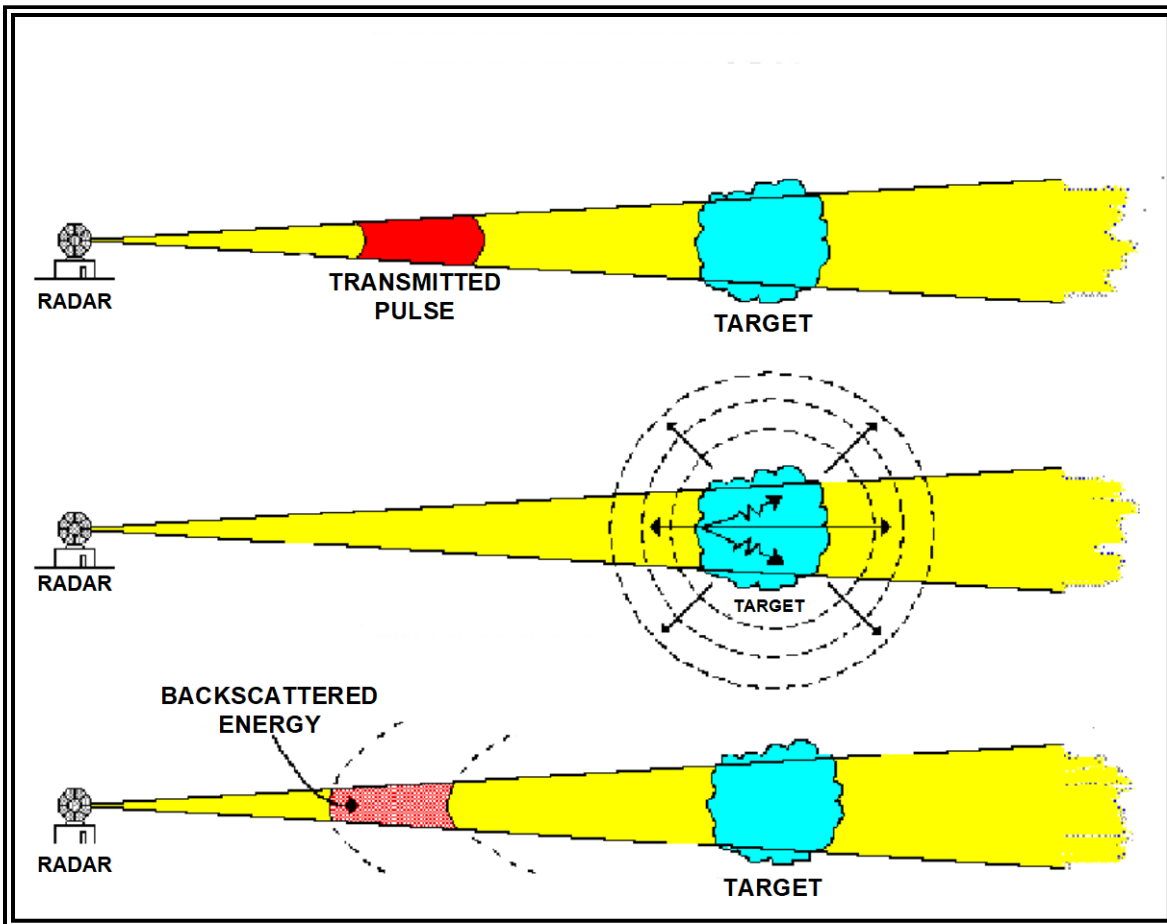 RADAR
TRANSMITTED
PULSE
TARGET
RADAR
TARGET
BACKSCATTERED
ENERGY
RADAR
TARGET